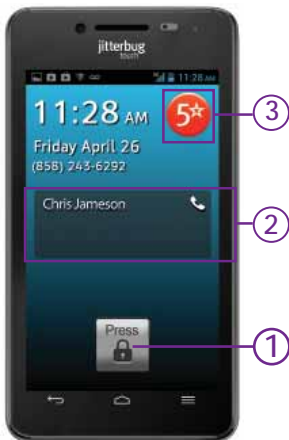 jitterbug
touch
11:28 AM
11:28 AM
5☆
3
Friday April 26
(858) 243-6292
Chris Jameson
2
Press
1